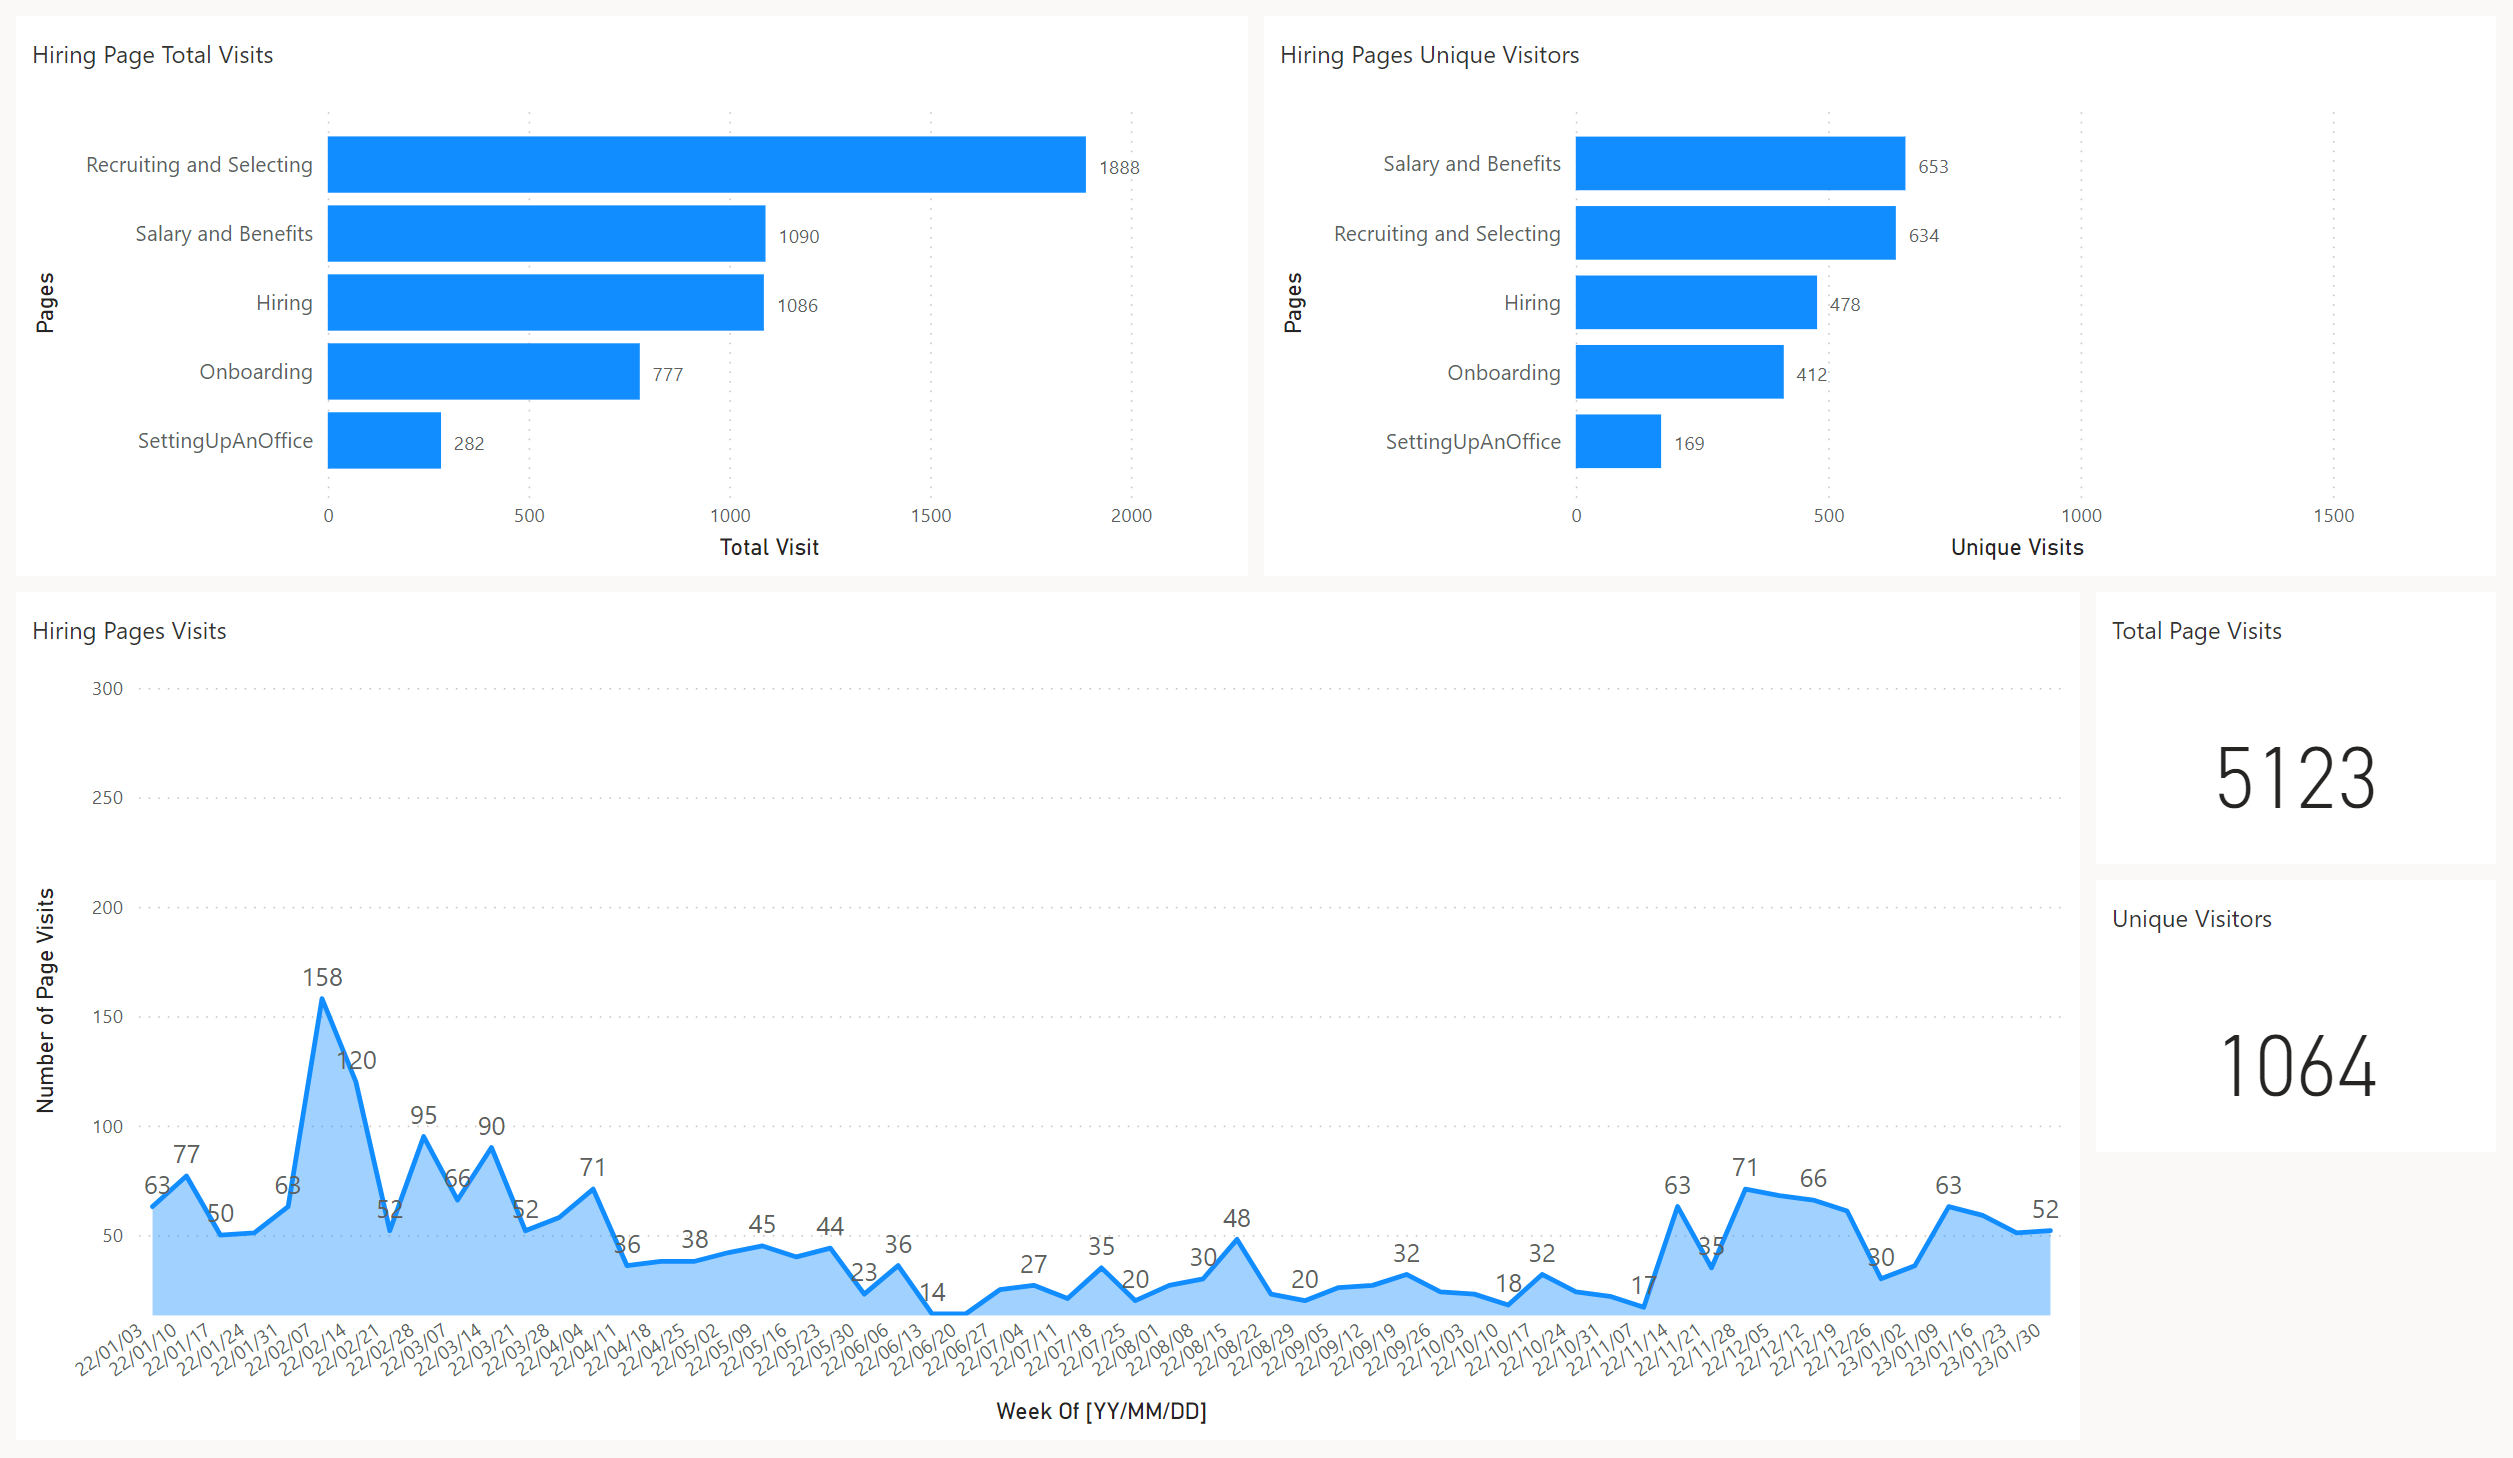 Hiring Page Total Visits
Pages
Recruiting and Selecting 1888
Salary and Benefits 1090
Hiring 1086
Onboarding 777
SettingUpAnOffice 282
0 500 1000 1500 2000
Total Visit
Hiring Pages Unique Visitors
Pages
Salary and Benefits 653
Recruiting and Selecting 634
Hiring 478
Onboarding 412
SettingUpAnOffice 169
0 500 1000 1500
Unique Visits
Hiring Pages Visits
Number of Page Visits
300
250
200
150
100
50
63 77 50 63 158 120 52 95 66 90 52 71 36 38 45 44 23 36 14 27 35 20 30 48 20 32 18 32 17 63 35 71 66 30 63 52
22/01/03 22/01/10 22/01/17 22/01/24 22/01/31 22/02/07 22/02/14 22/02/21 22/02/28 22/03/07 22/03/14 22/03/21 22/03/28 22/04/04 22/04/11 22/04/18 22/04/25 22/05/02 22/05/09 22/05/16 22/05/23 22/05/30 22/06/06 22/06/13 22/06/20 22/06/27 22/07/04 22/07/11 22/07/18 22/07/25 22/08/01 22/08/08 22/08/15 22/08/22 22/08/29 22/09/05 22/09/12 22/09/19 22/09/26 22/10/03 22/10/10 22/10/17 22/10/24 22/10/31 22/11/07 22/11/14 22/11/21 22/11/28 22/12/05 22/12/12 22/12/19 22/12/26 23/01/02 23/01/09 23/01/16 23/01/23 23/01/30
Week Of [YY/MM/DD]
Total Page Visits
5123
Unique Visitors
1064